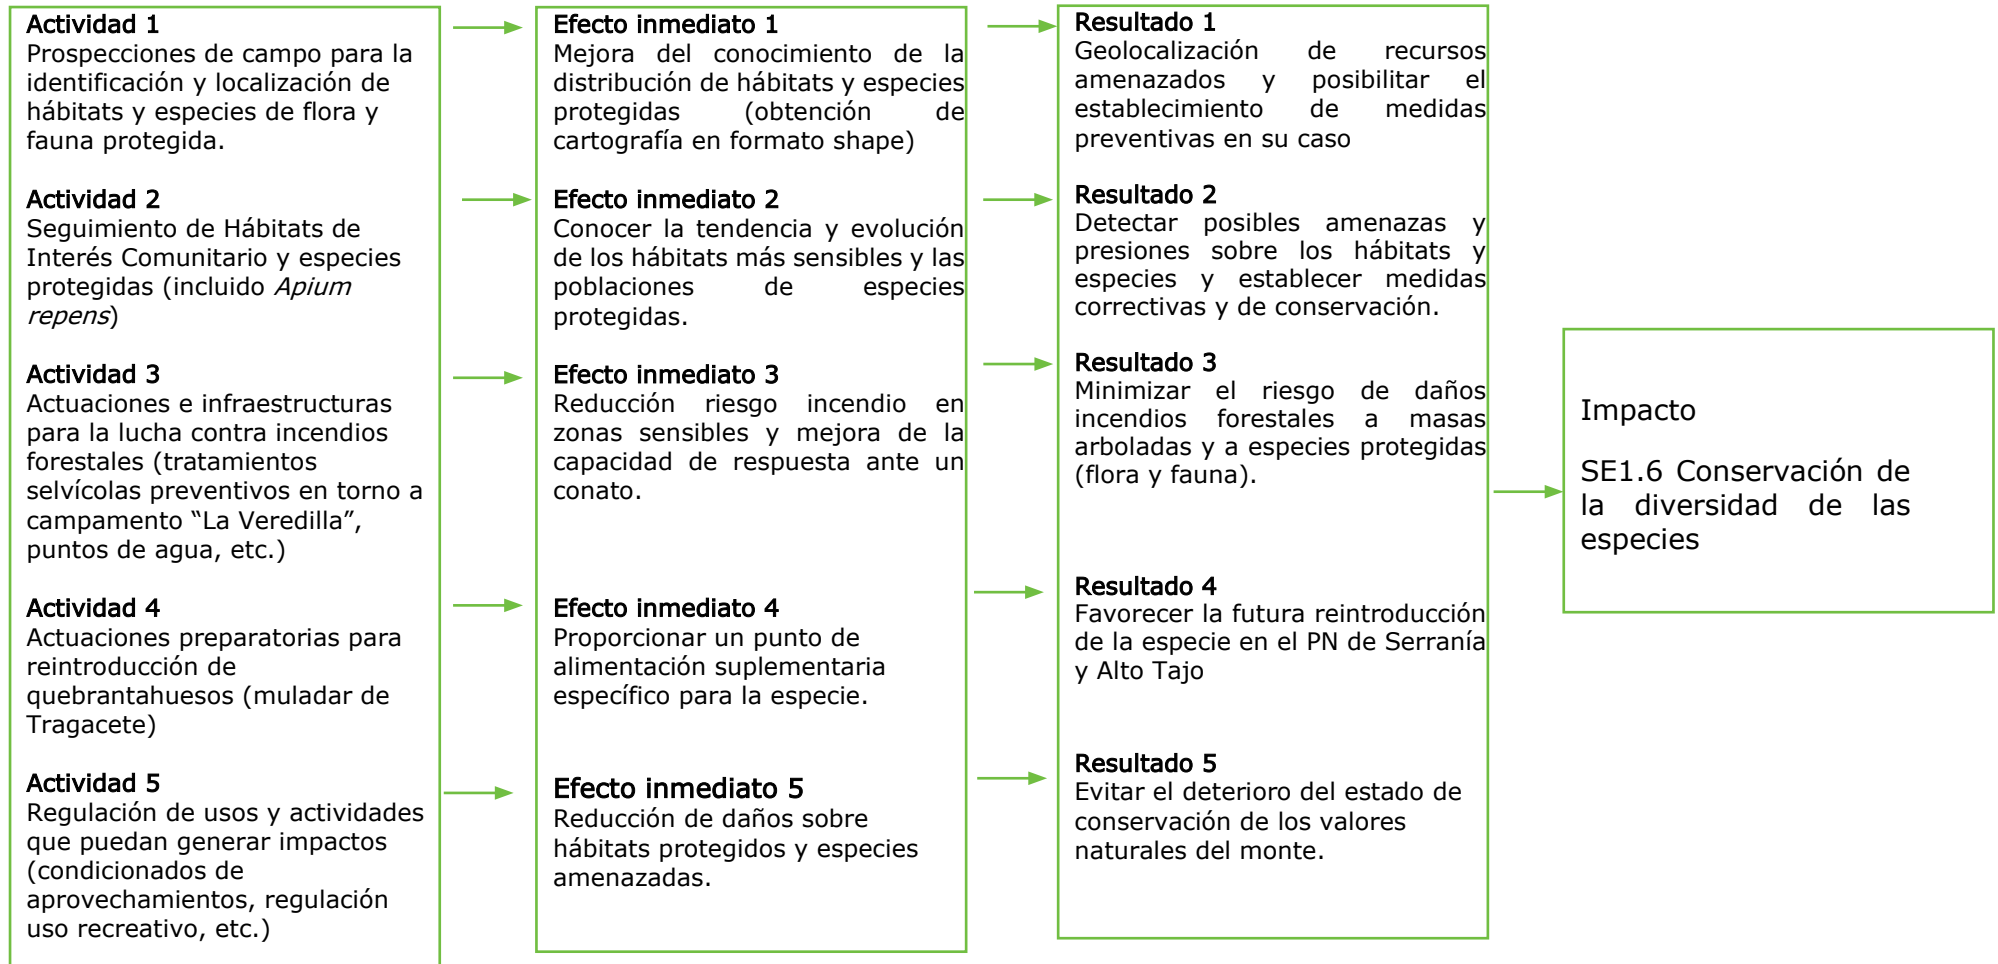 Actividad 1
Prospecciones de campo para la
identificación y localización de
hábitats y especies de flora y
fauna protegida.
Actividad 2
Seguimiento de Hábitats de
Interés Comunitario y especies
protegidas (incluido Apium
repens)
Actividad 3
Actuaciones e infraestructuras
para la lucha contra incendios
forestales (tratamientos
selvícolas preventivos en torno a
campamento “La Veredilla”,
puntos de agua, etc.)
Actividad 4
Actuaciones preparatorias para
reintroducción de
quebrantahuesos (muladar de
Tragacete)
Actividad 5
Regulación de usos y actividades
que puedan generar impactos
(condicionados de
aprovechamientos, regulación
uso recreativo, etc.)
Efecto inmediato 1
Mejora del conocimiento de la
distribución de hábitats y especies
protegidas (obtención de
cartografía en formato shape)
Efecto inmediato 2
Conocer la tendencia y evolución
de los hábitats más sensibles y las
poblaciones de especies
protegidas.
Efecto inmediato 3
Reducción riesgo incendio en
zonas sensibles y mejora de la
capacidad de respuesta ante un
conato.
Efecto inmediato 4
Proporcionar un punto de
alimentación suplementaria
específico para la especie.
Efecto inmediato 5
Reducción de daños sobre
hábitats protegidos y especies
amenazadas.
Resultado 1
Geolocalización de recursos
amenazados y posibilitar el
establecimiento de medidas
preventivas en su caso
Resultado 2
Detectar posibles amenazas y
presiones sobre los hábitats y
especies y establecer medidas
correctivas y de conservación.
Resultado 3
Minimizar el riesgo de daños
incendios forestales a masas
arboladas y a especies protegidas
(flora y fauna).
Resultado 4
Favorecer la futura reintroducción
de la especie en el PN de Serranía
y Alto Tajo
Resultado 5
Evitar el deterioro del estado de
conservación de los valores
naturales del monte.
Impacto
SE1.6 Conservación de
la diversidad de las
especies